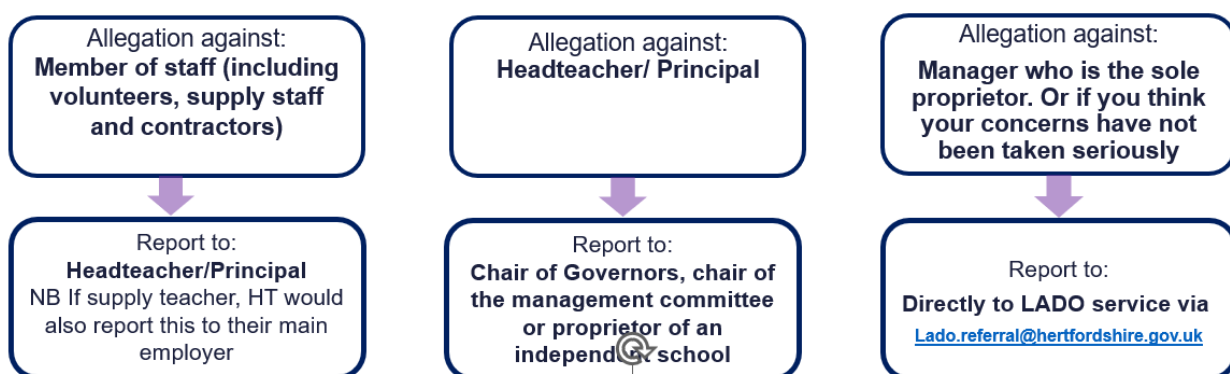 Allegation against:
Member of staff (including
volunteers, supply staff
and contractors)
Report to:
Headteacher/Principal
NB If supply teacher, HT would
also report this to their main
employer
Allegation against:
Headteacher/ Principal
Report to:
Chair of Governors, chair of
the management committee
or proprietor of an
independent school
Allegation against:
Manager who is the sole
proprietor. Or if you think
your concerns have not
been taken seriously
Report to:
Directly to LADO service via
Lado.referral@hertfordshire.gov.uk